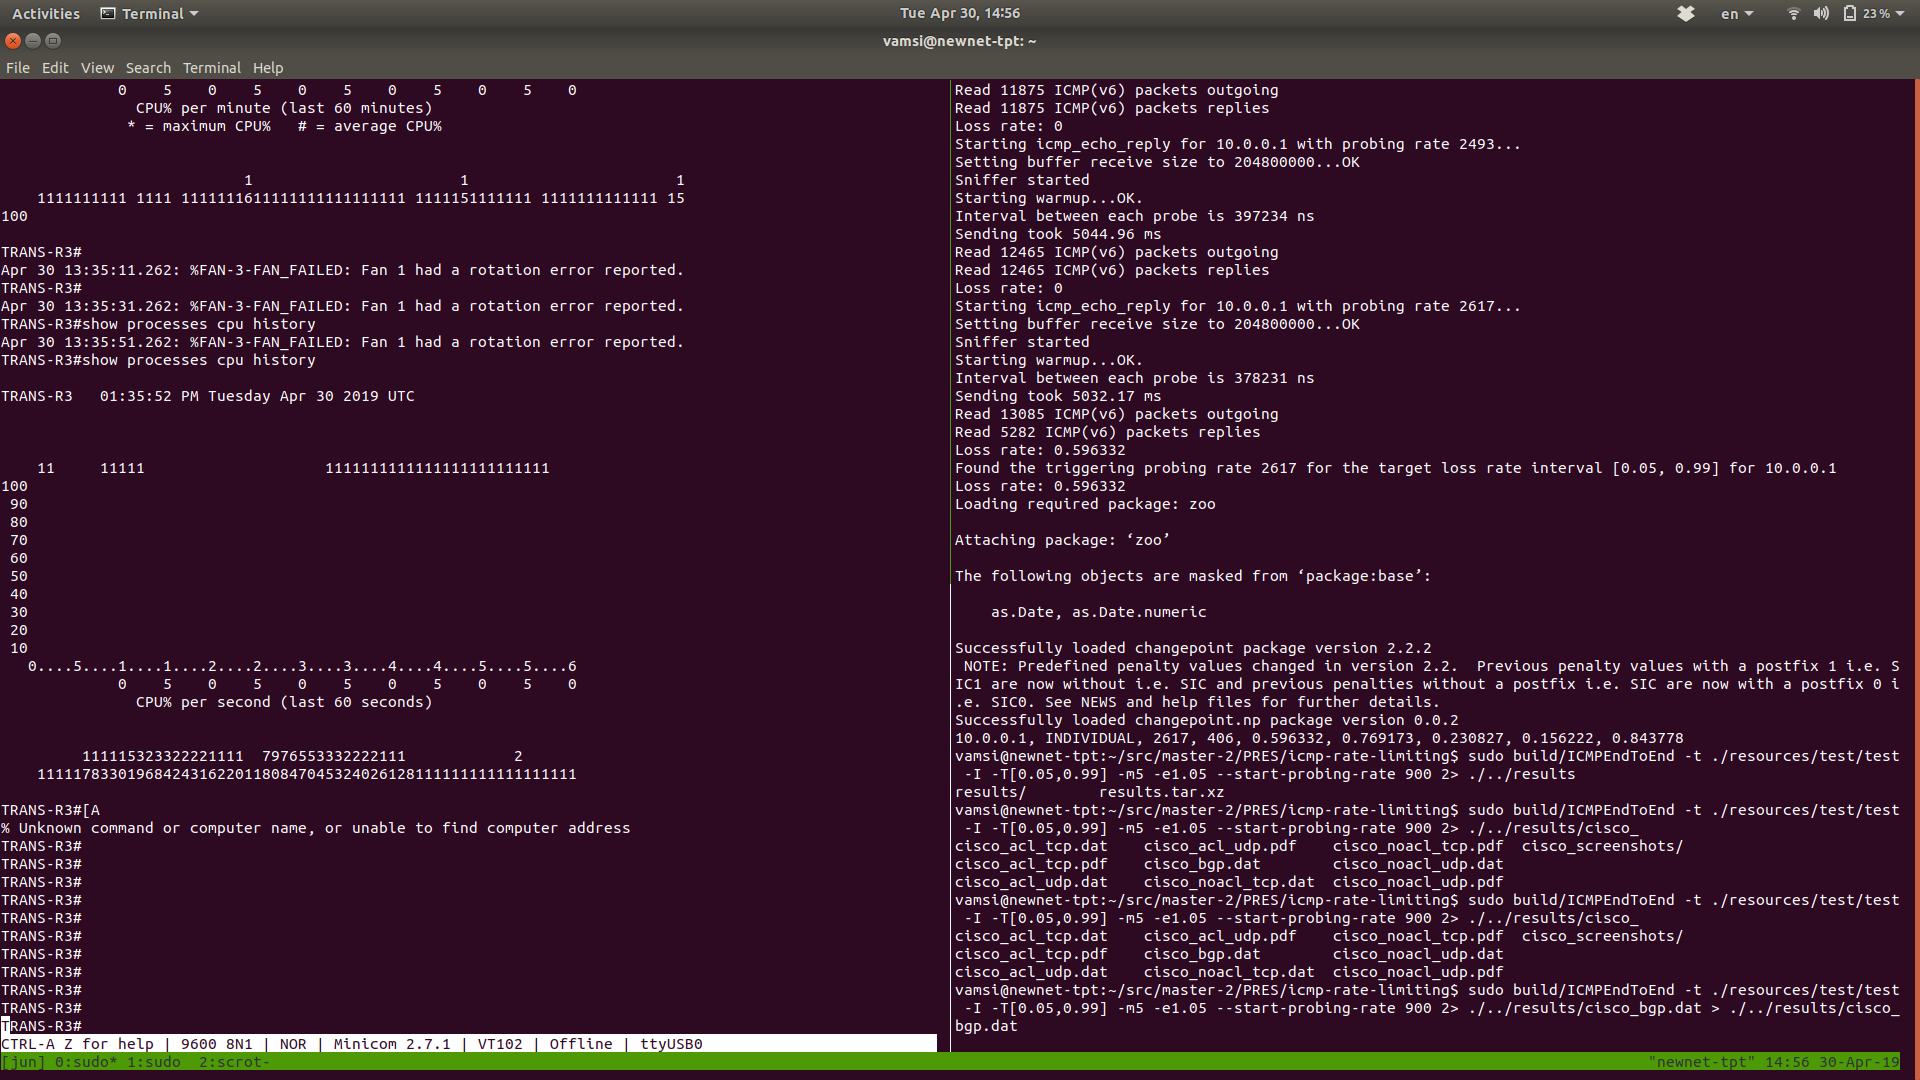 Activities Terminal Tue Apr 30, 14:56 en 23 %
vamsi@newnet-tpt: ~
File Edit View Search Terminal Help
0    5    0    5    0    5    0    5    0    5    0
CPU% per minute (last 60 minutes)
* = maximum CPU%   # = average CPU%
1                       1                       1
1111111111 1111 1111111611111111111111111 1111151111111 1111111111111 15
100
TRANS-R3#
Apr 30 13:35:11.262: %FAN-3-FAN_FAILED: Fan 1 had a rotation error reported.
TRANS-R3#
Apr 30 13:35:31.262: %FAN-3-FAN_FAILED: Fan 1 had a rotation error reported.
TRANS-R3#show processes cpu history
Apr 30 13:35:51.262: %FAN-3-FAN_FAILED: Fan 1 had a rotation error reported.
TRANS-R3#show processes cpu history
TRANS-R3   01:35:52 PM Tuesday Apr 30 2019 UTC
11     11111                    1111111111111111111111111
100
90
80
70
60
50
40
30
20
10
0....5....1....1....2....2....3....3....4....4....5....5....6
0    5    0    5    0    5    0    5    0    5    0
CPU% per second (last 60 seconds)
111115323322221111  7976553332222111            2
111117833019684243162201180847045324026128111111111111111111
TRANS-R3#[A
% Unknown command or computer name, or unable to find computer address
TRANS-R3#
TRANS-R3#
TRANS-R3#
TRANS-R3#
TRANS-R3#
TRANS-R3#
TRANS-R3#
TRANS-R3#
TRANS-R3#
TRANS-R3#
TRANS-R3#
CTRL-A Z for help | 9600 8N1 | NOR | Minicom 2.7.1 | VT102 | Offline | ttyUSB0
Read 11875 ICMP(v6) packets outgoing
Read 11875 ICMP(v6) packets replies
Loss rate: 0
Starting icmp_echo_reply for 10.0.0.1 with probing rate 2493...
Setting buffer receive size to 204800000...OK
Sniffer started
Starting warmup...OK.
Interval between each probe is 397234 ns
Sending took 5044.96 ms
Read 12465 ICMP(v6) packets outgoing
Read 12465 ICMP(v6) packets replies
Loss rate: 0
Starting icmp_echo_reply for 10.0.0.1 with probing rate 2617...
Setting buffer receive size to 204800000...OK
Sniffer started
Starting warmup...OK.
Interval between each probe is 378231 ns
Sending took 5032.17 ms
Read 13085 ICMP(v6) packets outgoing
Read 5282 ICMP(v6) packets replies
Loss rate: 0.596332
Found the triggering probing rate 2617 for the target loss rate interval [0.05, 0.99] for 10.0.0.1
Loss rate: 0.596332
Loading required package: zoo
Attaching package: ‘zoo’
The following objects are masked from ‘package:base’:
as.Date, as.Date.numeric
Successfully loaded changepoint package version 2.2.2
NOTE: Predefined penalty values changed in version 2.2.  Previous penalty values with a postfix 1 i.e. S
IC1 are now without i.e. SIC and previous penalties without a postfix i.e. SIC are now with a postfix 0 i
.e. SIC0. See NEWS and help files for further details.
Successfully loaded changepoint.np package version 0.0.2
10.0.0.1, INDIVIDUAL, 2617, 406, 0.596332, 0.769173, 0.230827, 0.156222, 0.843778
vamsi@newnet-tpt:~/src/master-2/PRES/icmp-rate-limiting$ sudo build/ICMPEndToEnd -t ./resources/test/test
-I -T[0.05,0.99] -m5 -e1.05 --start-probing-rate 900 2> ./../results
results/        results.tar.xz
vamsi@newnet-tpt:~/src/master-2/PRES/icmp-rate-limiting$ sudo build/ICMPEndToEnd -t ./resources/test/test
-I -T[0.05,0.99] -m5 -e1.05 --start-probing-rate 900 2> ./../results/cisco_
cisco_acl_tcp.dat    cisco_acl_udp.pdf    cisco_noacl_tcp.pdf  cisco_screenshots/
cisco_acl_tcp.pdf    cisco_bgp.dat        cisco_noacl_udp.dat
cisco_acl_udp.dat    cisco_noacl_tcp.dat  cisco_noacl_udp.pdf
vamsi@newnet-tpt:~/src/master-2/PRES/icmp-rate-limiting$ sudo build/ICMPEndToEnd -t ./resources/test/test
-I -T[0.05,0.99] -m5 -e1.05 --start-probing-rate 900 2> ./../results/cisco_
cisco_acl_tcp.dat    cisco_acl_udp.pdf    cisco_noacl_tcp.pdf  cisco_screenshots/
cisco_acl_tcp.pdf    cisco_bgp.dat        cisco_noacl_udp.dat
cisco_acl_udp.dat    cisco_noacl_tcp.dat  cisco_noacl_udp.pdf
vamsi@newnet-tpt:~/src/master-2/PRES/icmp-rate-limiting$ sudo build/ICMPEndToEnd -t ./resources/test/test
-I -T[0.05,0.99] -m5 -e1.05 --start-probing-rate 900 2> ./../results/cisco_bgp.dat > ./../results/cisco_
bgp.dat
[jun] 0:sudo* 1:sudo  2:scrot- "newnet-tpt" 14:56 30-Apr-19